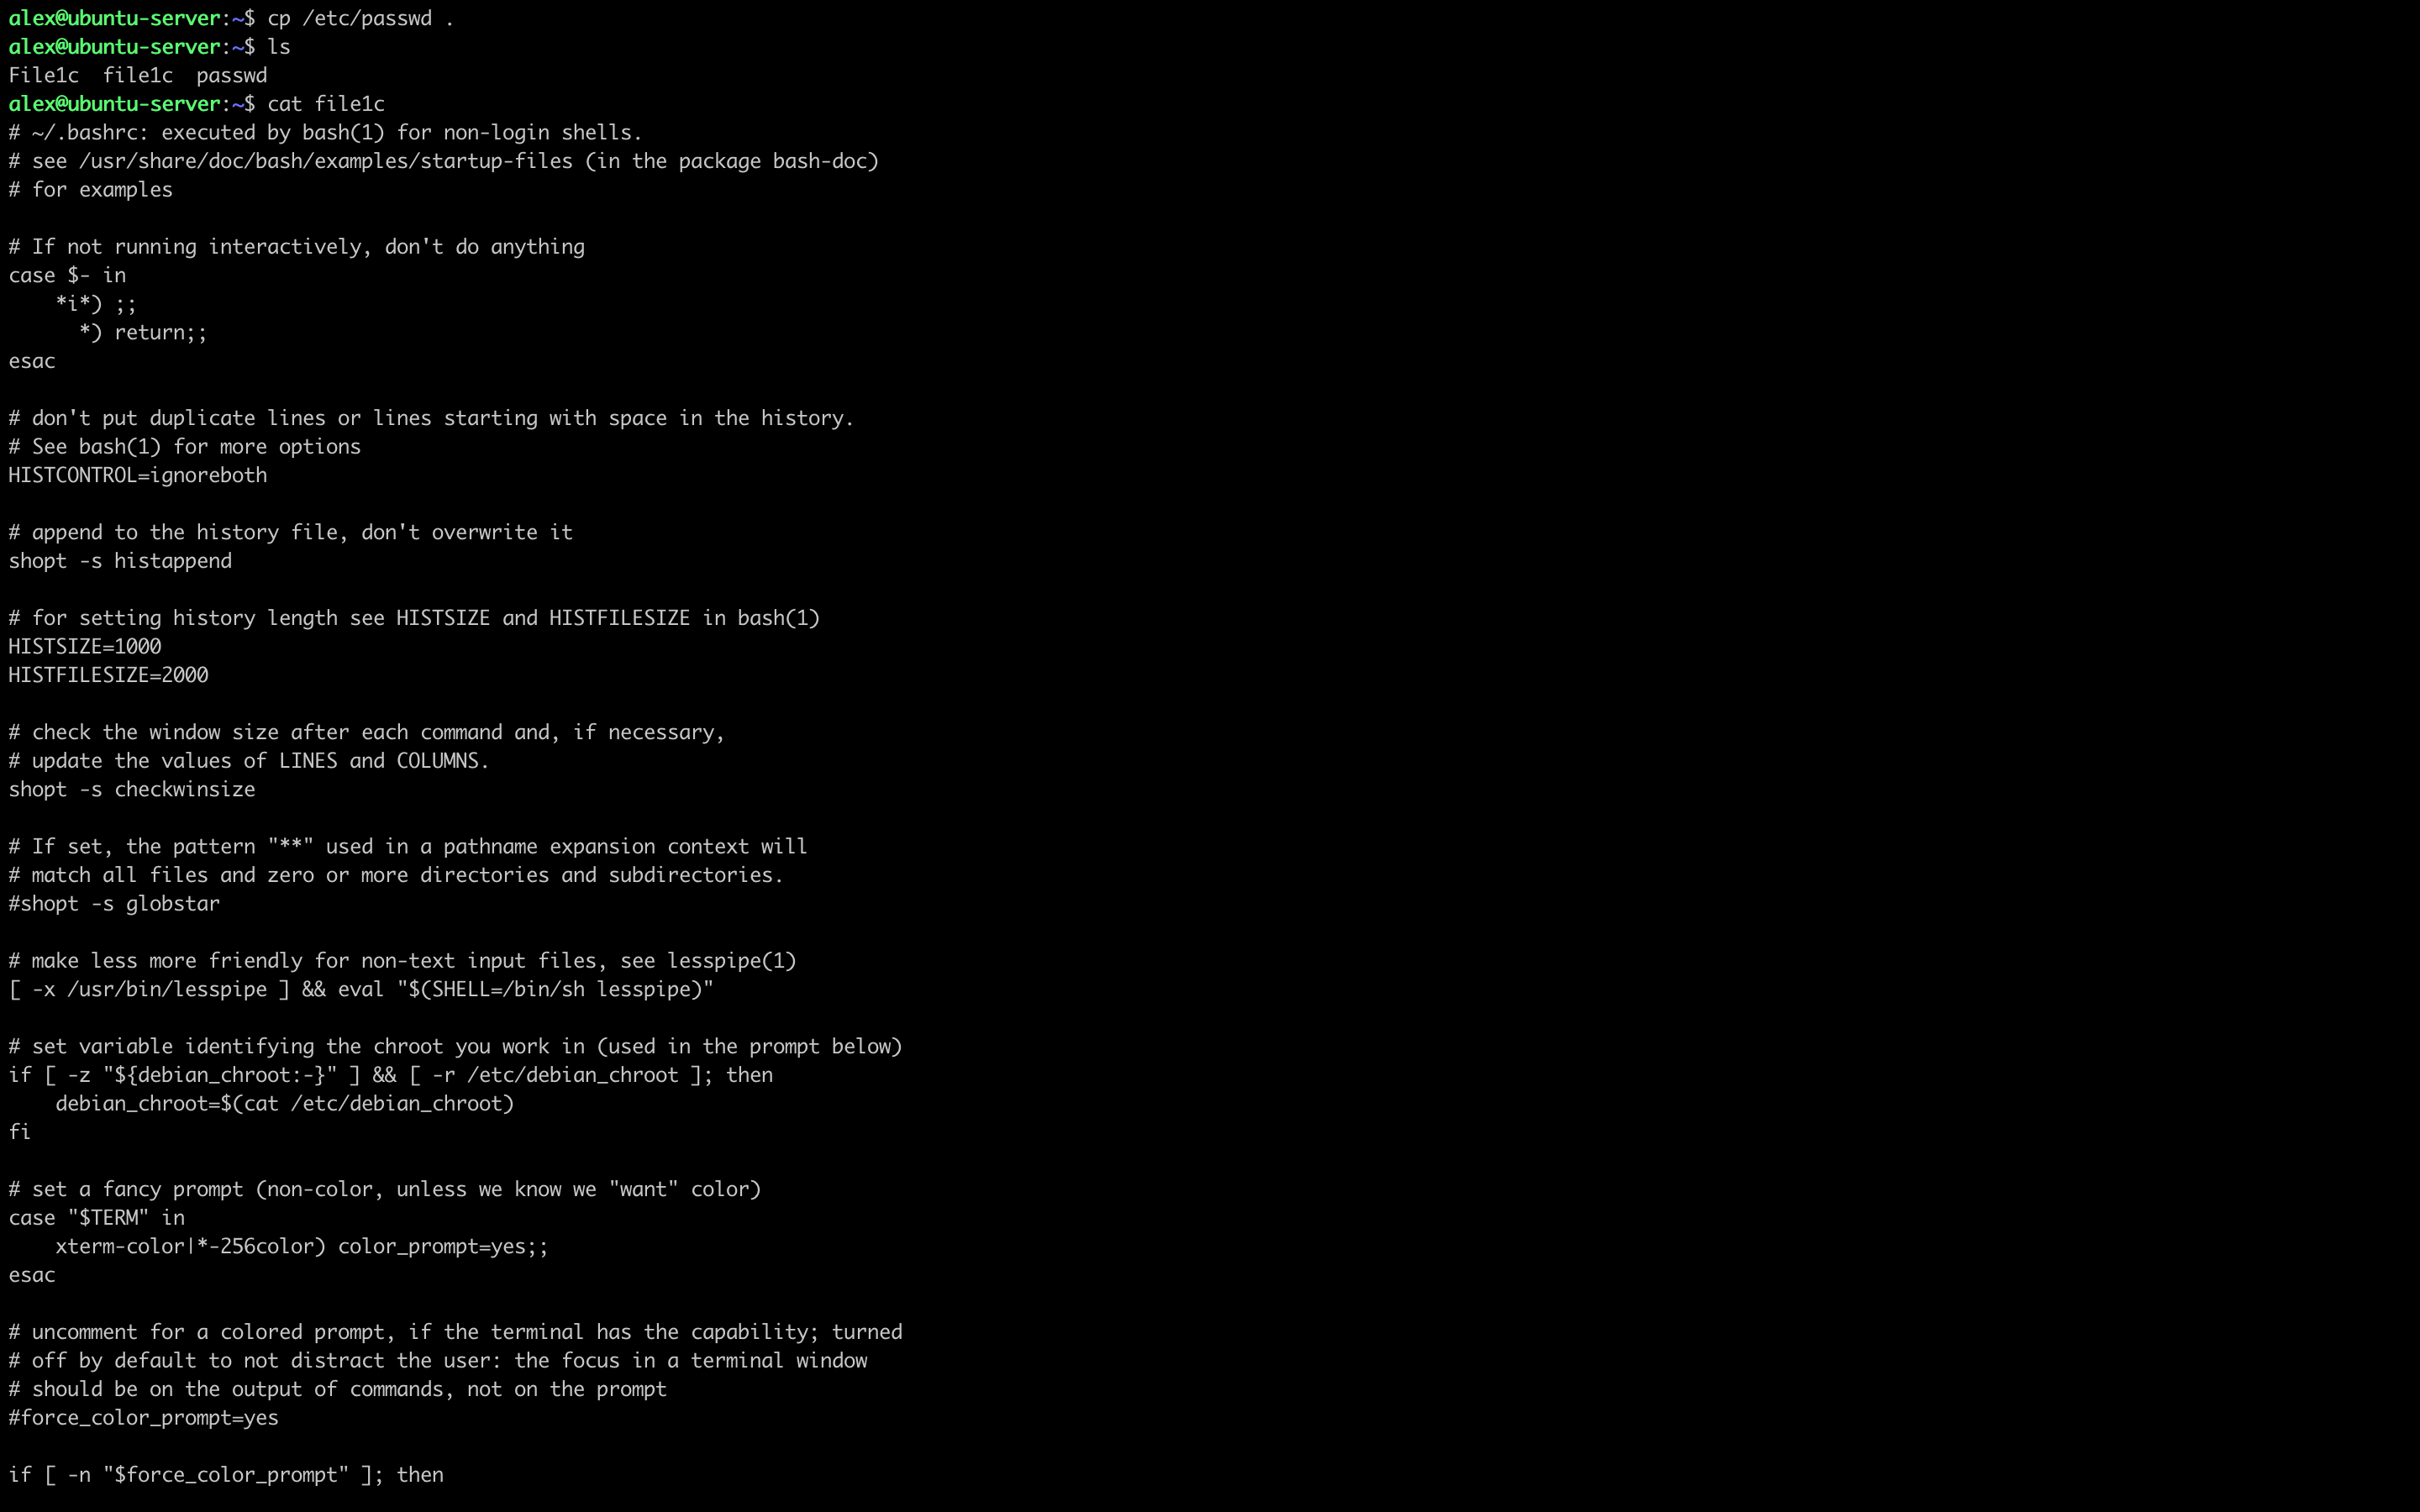 alex@ubuntu-server:~$ cp /etc/passwd .
alex@ubuntu-server:~$ ls
File1c  file1c  passwd
alex@ubuntu-server:~$ cat file1c
# ~/.bashrc: executed by bash(1) for non-login shells.
# see /usr/share/doc/bash/examples/startup-files (in the package bash-doc)
# for examples

# If not running interactively, don't do anything
case $- in
    *i*) ;;
      *) return;;
esac

# don't put duplicate lines or lines starting with space in the history.
# See bash(1) for more options
HISTCONTROL=ignoreboth

# append to the history file, don't overwrite it
shopt -s histappend

# for setting history length see HISTSIZE and HISTFILESIZE in bash(1)
HISTSIZE=1000
HISTFILESIZE=2000

# check the window size after each command and, if necessary,
# update the values of LINES and COLUMNS.
shopt -s checkwinsize

# If set, the pattern "**" used in a pathname expansion context will
# match all files and zero or more directories and subdirectories.
#shopt -s globstar

# make less more friendly for non-text input files, see lesspipe(1)
[ -x /usr/bin/lesspipe ] && eval "$(SHELL=/bin/sh lesspipe)"

# set variable identifying the chroot you work in (used in the prompt below)
if [ -z "${debian_chroot:-}" ] && [ -r /etc/debian_chroot ]; then
    debian_chroot=$(cat /etc/debian_chroot)
fi

# set a fancy prompt (non-color, unless we know we "want" color)
case "$TERM" in
    xterm-color|*-256color) color_prompt=yes;;
esac

# uncomment for a colored prompt, if the terminal has the capability; turned
# off by default to not distract the user: the focus in a terminal window
# should be on the output of commands, not on the prompt
#force_color_prompt=yes

if [ -n "$force_color_prompt" ]; then